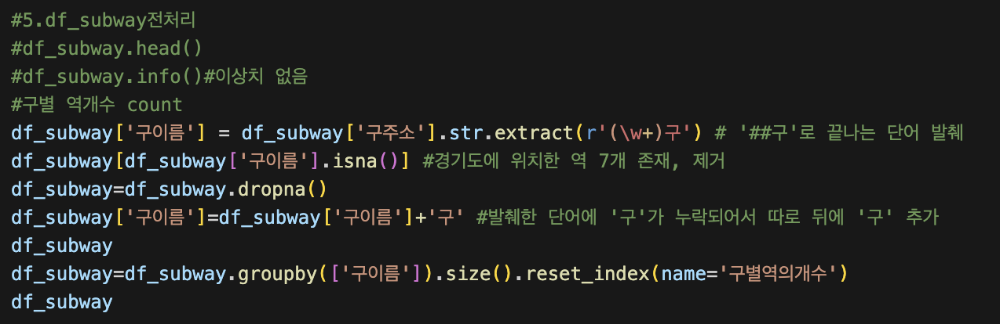 #5.df_subway전처리
#df_subway.head()
#df_subway.info()#이상치 없음
#구별 역개수 count
df_subway['구이름'] = df_subway['구주소'].str.extract(r'(\w+)구') # '##구'로 끝나는 단어 발췌
df_subway[df_subway['구이름'].isna()] #경기도에 위치한 역 7개 존재, 제거
df_subway=df_subway.dropna()
df_subway['구이름']=df_subway['구이름']+'구' #발췌한 단어에 '구'가 누락되어서 따로 뒤에 '구' 추가
df_subway
df_subway=df_subway.groupby(['구이름']).size().reset_index(name='구별역의개수')
df_subway